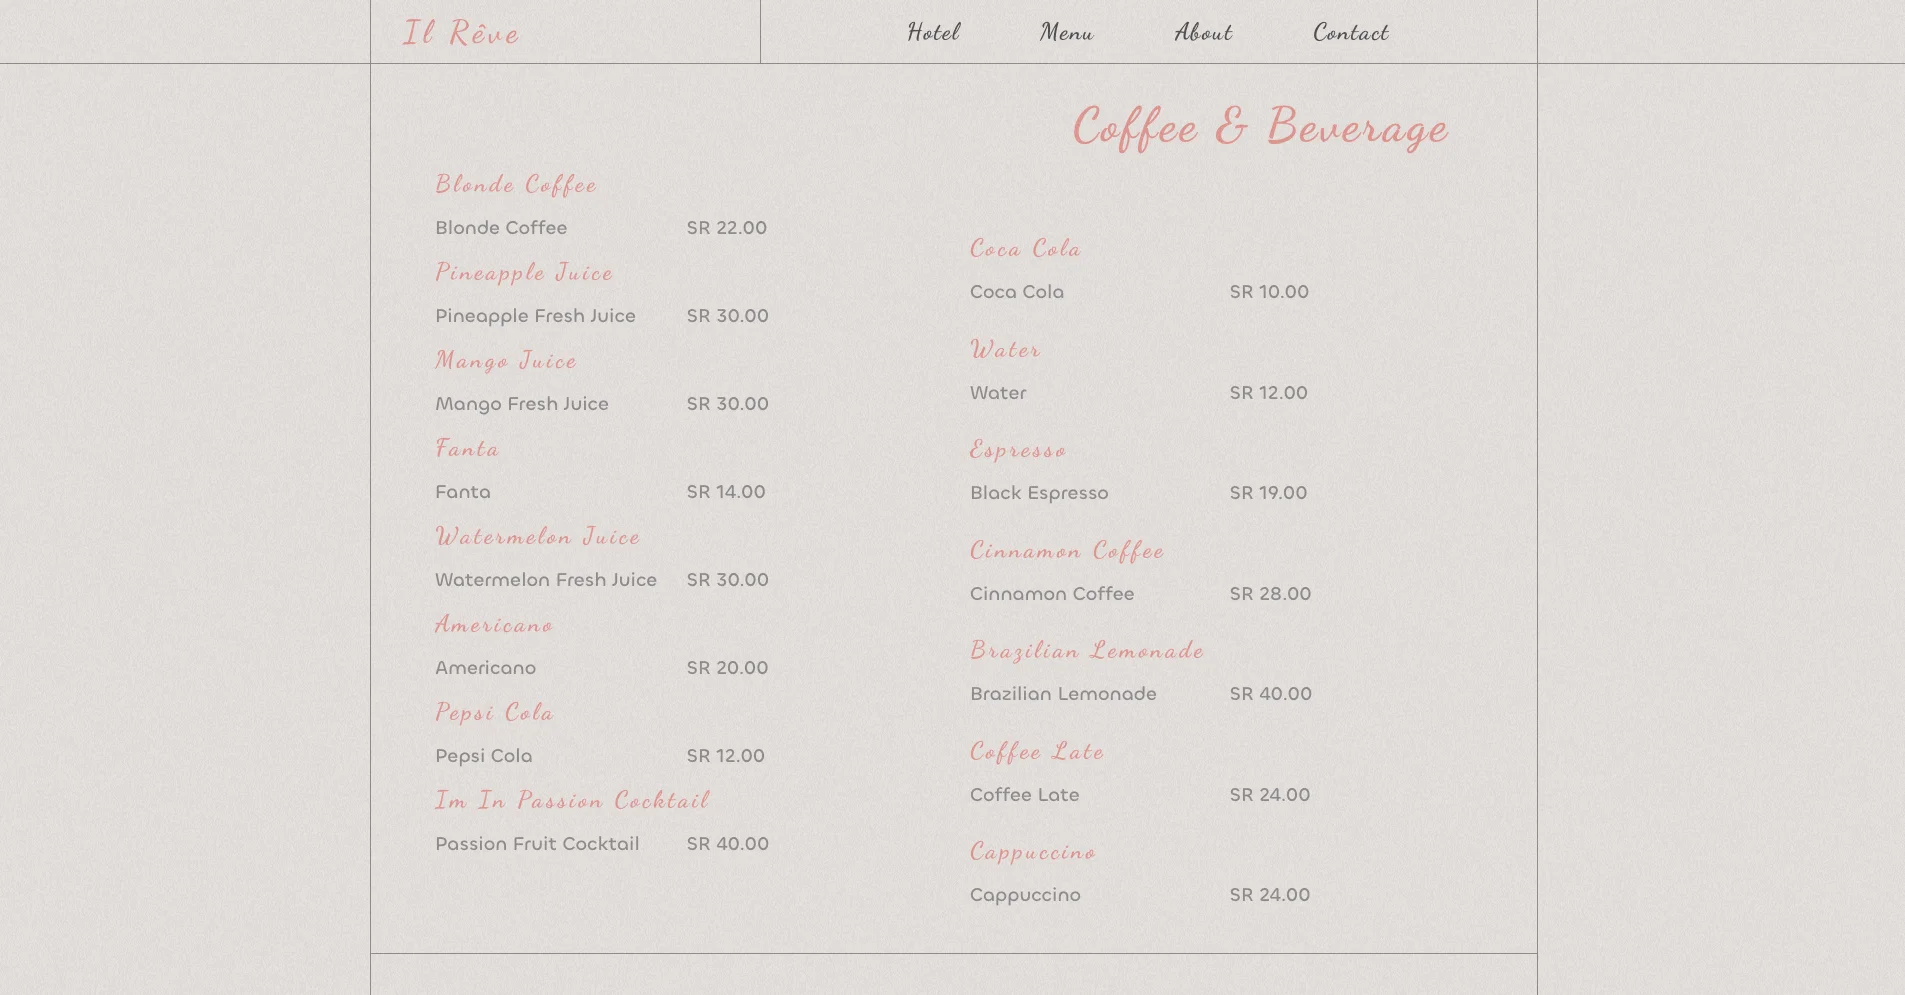 Il Rêve
Hotel
Menu
About
Contact
Coffee & Beverage
Blonde Coffee
Blonde Coffee SR 22.00
Pineapple Juice
Pineapple Fresh Juice SR 30.00
Mango Juice
Mango Fresh Juice SR 30.00
Fanta
Fanta SR 14.00
Watermelon Juice
Watermelon Fresh Juice SR 30.00
Americano
Americano SR 20.00
Pepsi Cola
Pepsi Cola SR 12.00
Im In Passion Cocktail
Passion Fruit Cocktail SR 40.00
Coca Cola
Coca Cola SR 10.00
Water
Water SR 12.00
Espresso
Black Espresso SR 19.00
Cinnamon Coffee
Cinnamon Coffee SR 28.00
Brazilian Lemonade
Brazilian Lemonade SR 40.00
Coffee Late
Coffee Late SR 24.00
Cappuccino
Cappuccino SR 24.00